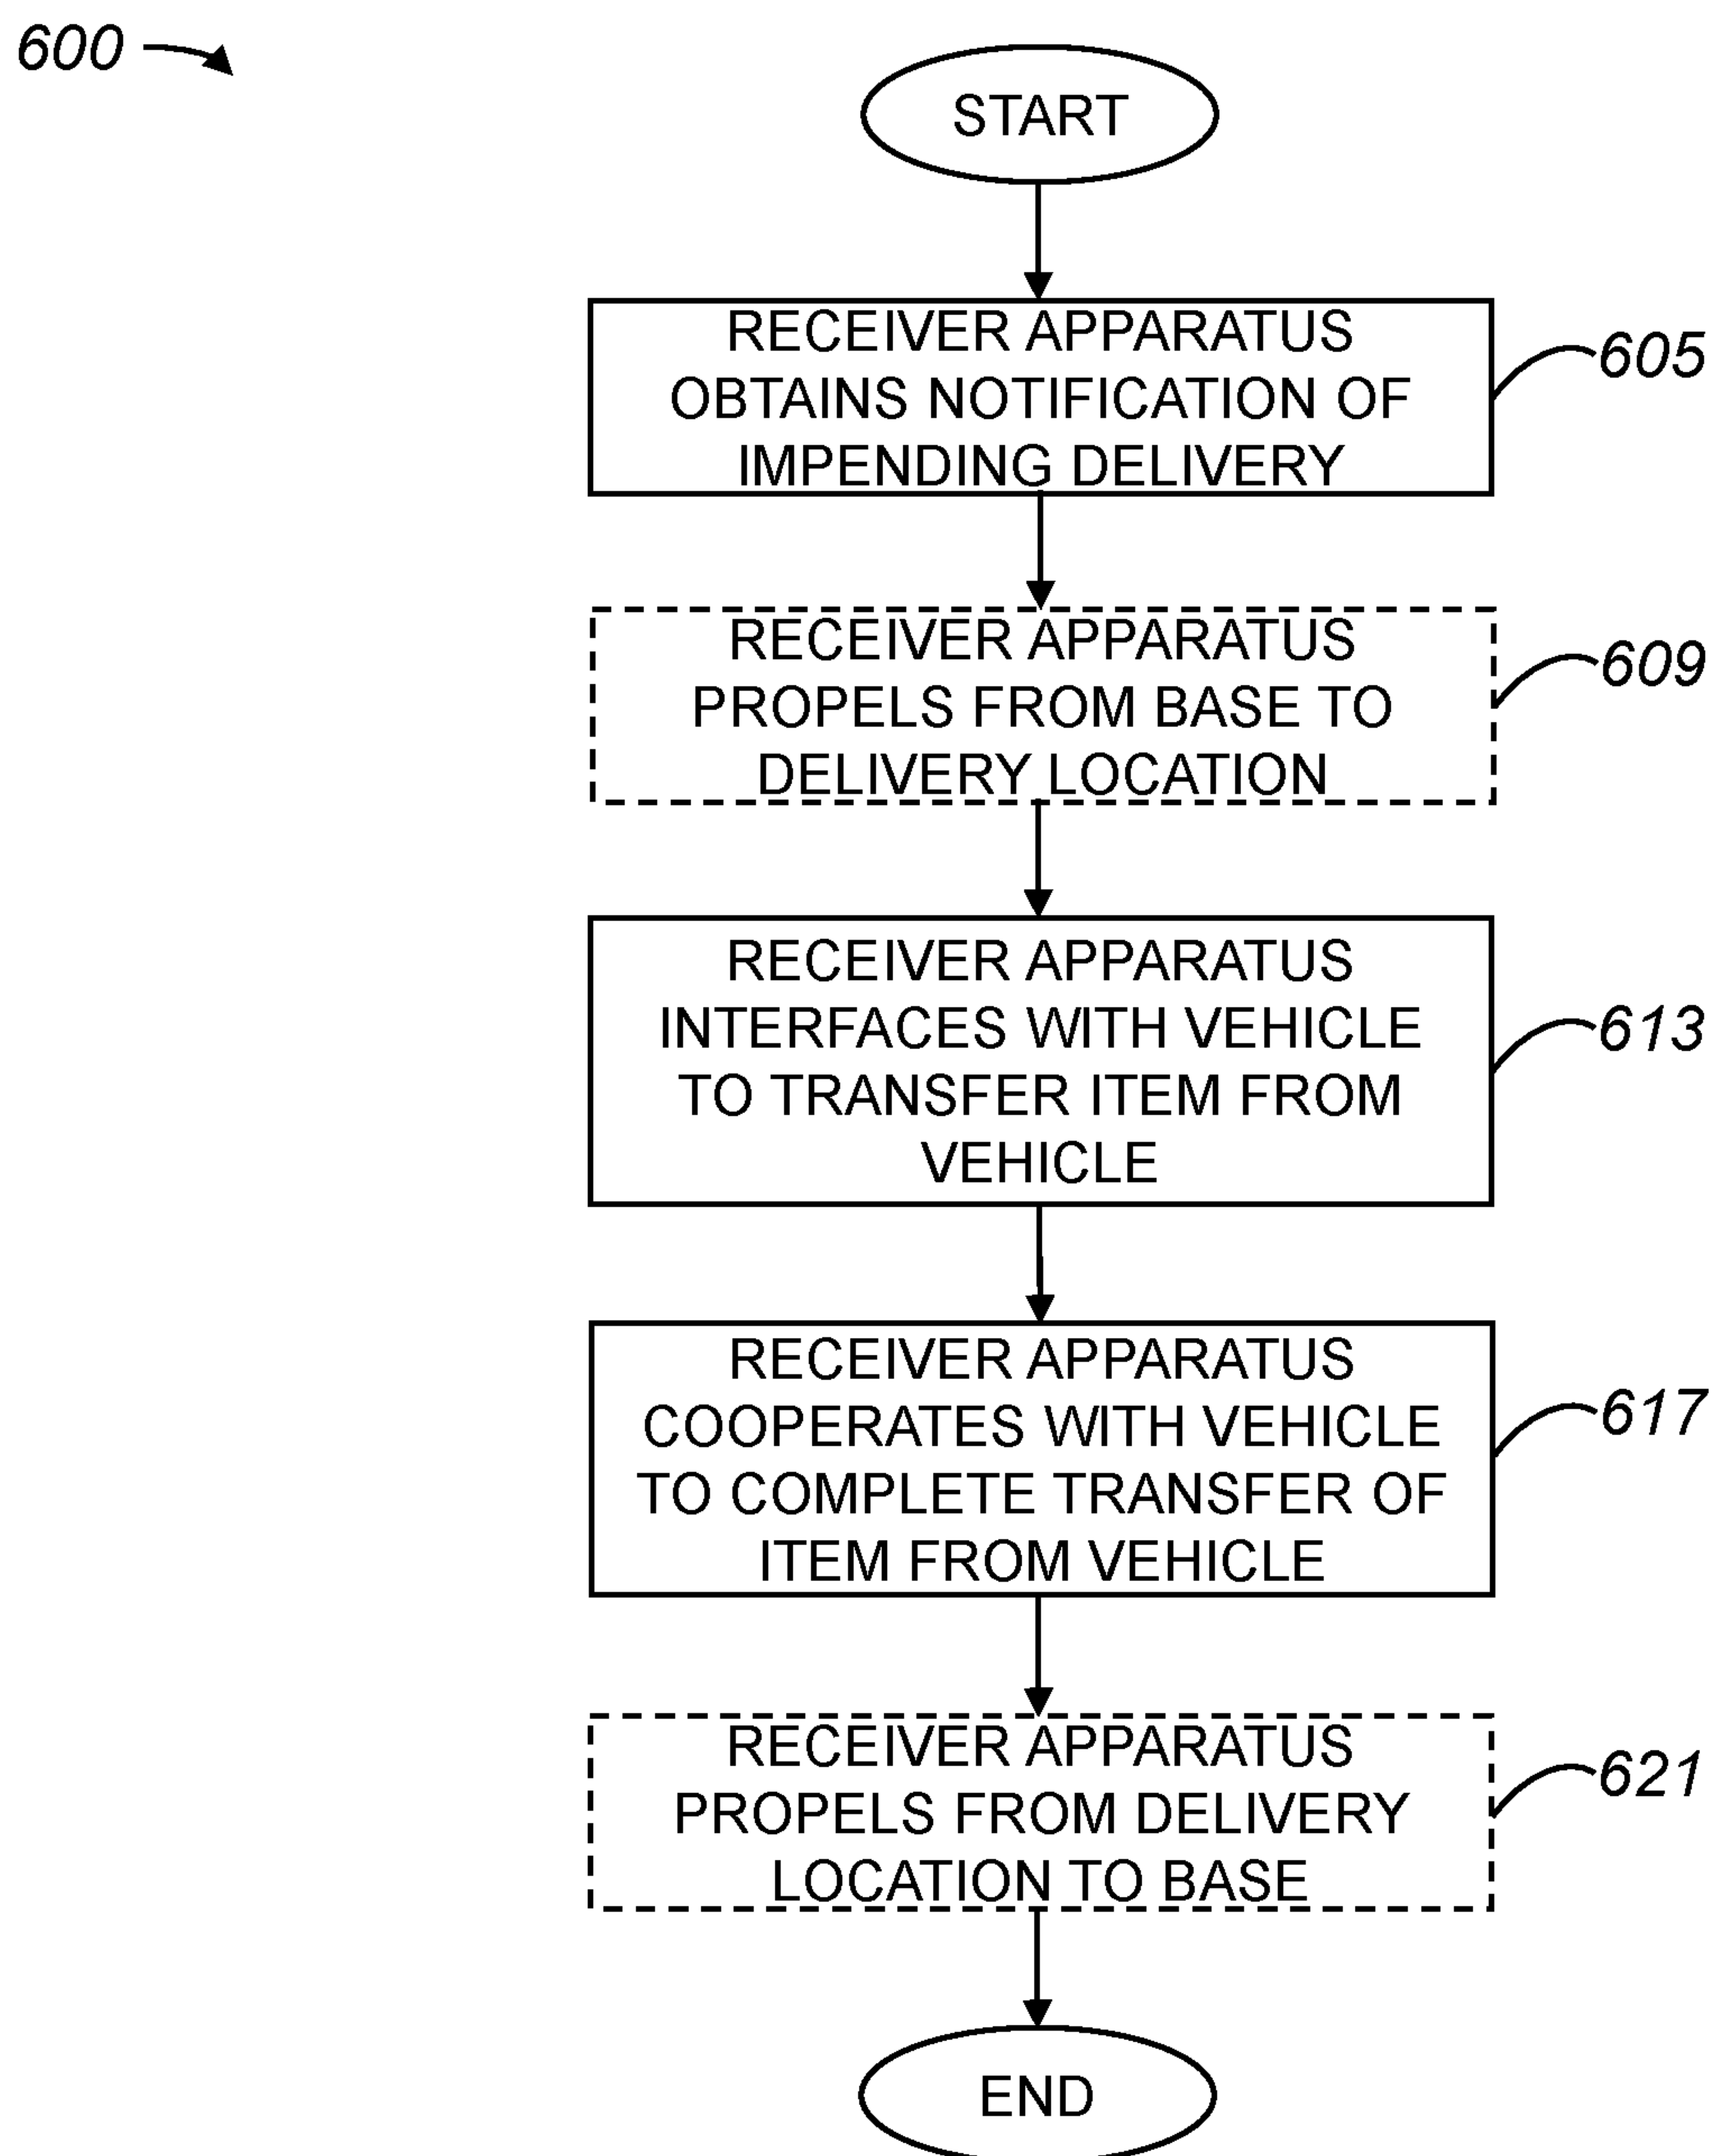 600
START
RECEIVER APPARATUS
OBTAINS NOTIFICATION OF
IMPENDING DELIVERY
605
RECEIVER APPARATUS
PROPELS FROM BASE TO
DELIVERY LOCATION
609
RECEIVER APPARATUS
INTERFACES WITH VEHICLE
TO TRANSFER ITEM FROM
VEHICLE
613
RECEIVER APPARATUS
COOPERATES WITH VEHICLE
TO COMPLETE TRANSFER OF
ITEM FROM VEHICLE
617
RECEIVER APPARATUS
PROPELS FROM DELIVERY
LOCATION TO BASE
621
END